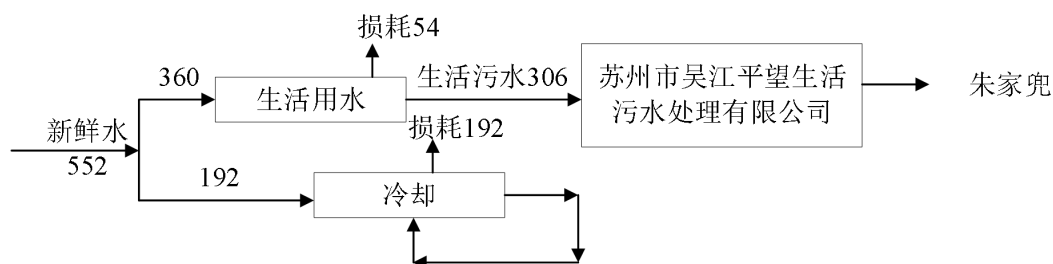 损耗54
360
生活用水
生活污水306
苏州市吴江平望生活
污水处理有限公司
朱家兜
新鲜水
552
损耗192
192
冷却